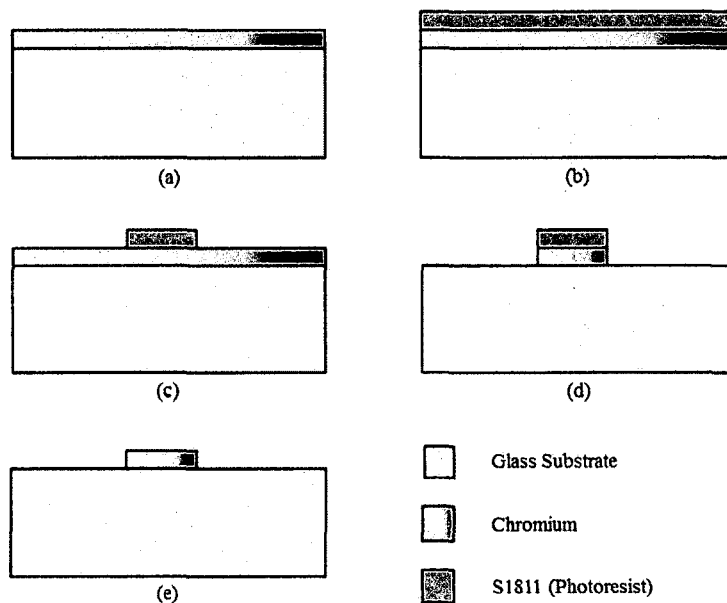 (a)
(b)
(c)
(d)
(e)
Glass Substrate
Chromium
S1811 (Photoresist)